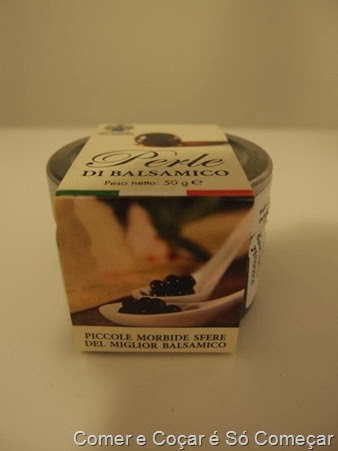 Perle
DI BALSAMICO
Peso netto: 50 g ℮
PICCOLE MORBIDE SFERE
DEL MIGLIOR BALSAMICO
Comer e Coçar é Só Começar